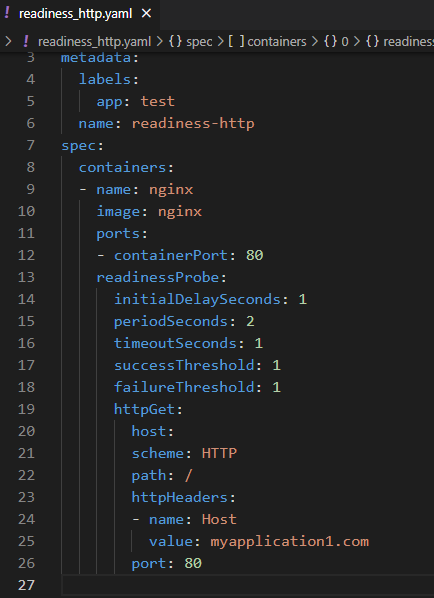 ! readiness_http.yaml ×
> ! readiness_http.yaml > {} spec > [ ] containers > {} 0 > {} readiness
3 metadata:
4   labels:
5     app: test
6   name: readiness-http
7 spec:
8   containers:
9   - name: nginx
10     image: nginx
11     ports:
12     - containerPort: 80
13     readinessProbe:
14       initialDelaySeconds: 1
15       periodSeconds: 2
16       timeoutSeconds: 1
17       successThreshold: 1
18       failureThreshold: 1
19       httpGet:
20         host:
21         scheme: HTTP
22         path: /
23         httpHeaders:
24         - name: Host
25           value: myapplication1.com
26         port: 80
27